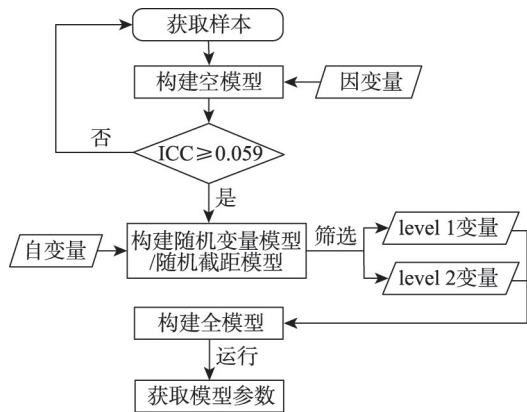 获取样本
构建空模型
因变量
否
ICC≥0.059
是
自变量
构建随机变量模型
/随机截距模型
筛选
level 1变量
level 2变量
构建全模型
运行
获取模型参数